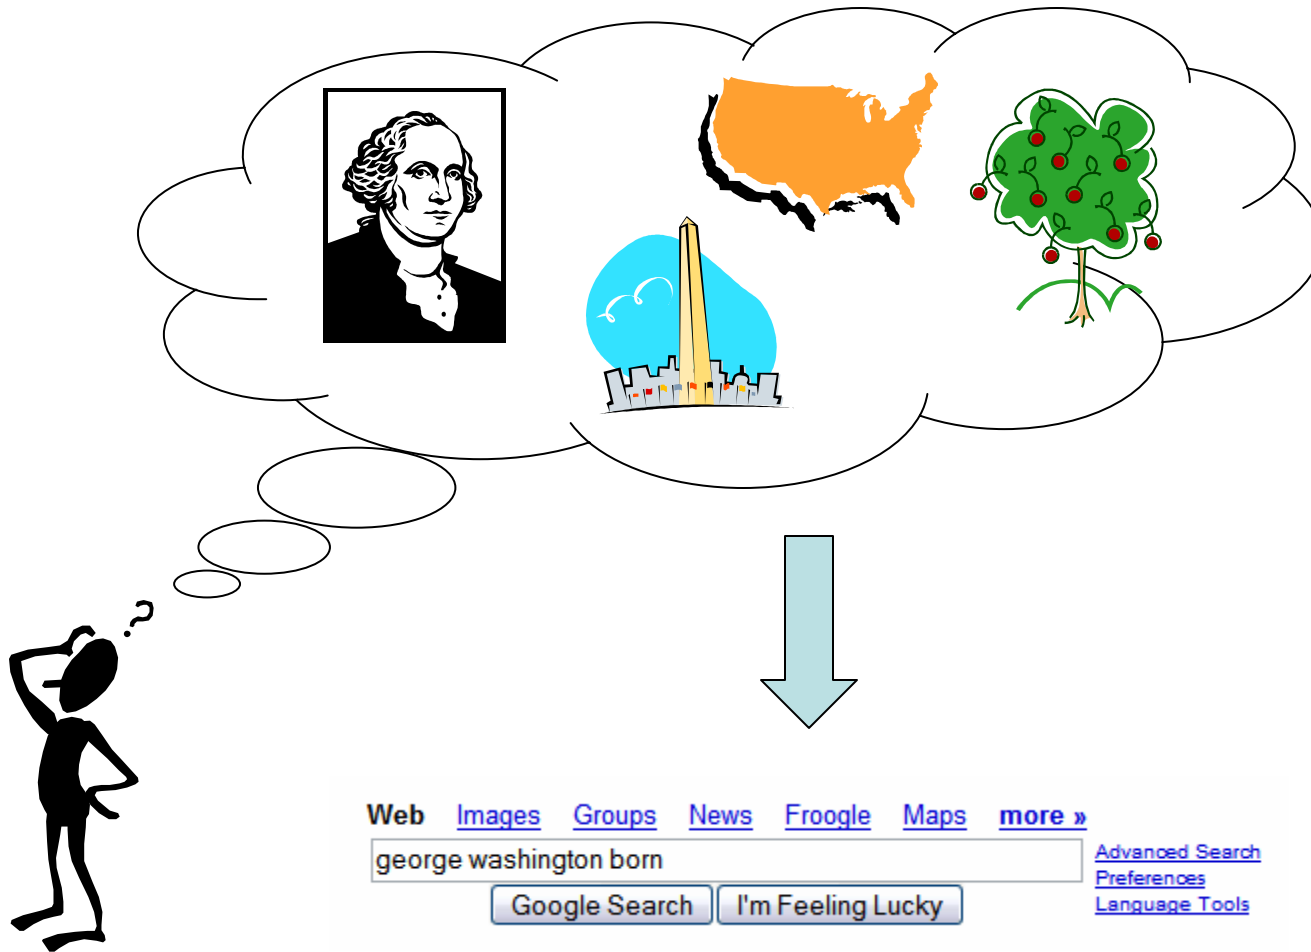 ?
Web Images Groups News Froogle Maps more »
george washington born
Advanced Search
Preferences
Language Tools
Google Search I'm Feeling Lucky